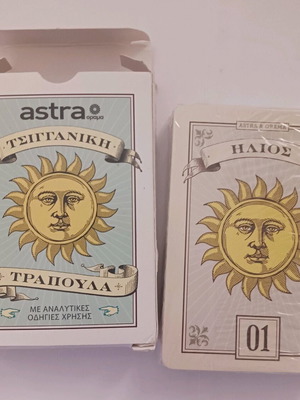 astra
όραμα
ΤΣΙΓΓΑΝΙΚΗ
ΤΡΑΠΟΥΛΑ
ΜΕ ΑΝΑΛΥΤΙΚΕΣ
ΟΔΗΓΙΕΣ ΧΡΗΣΗΣ
ΗΛΙΟΣ
01